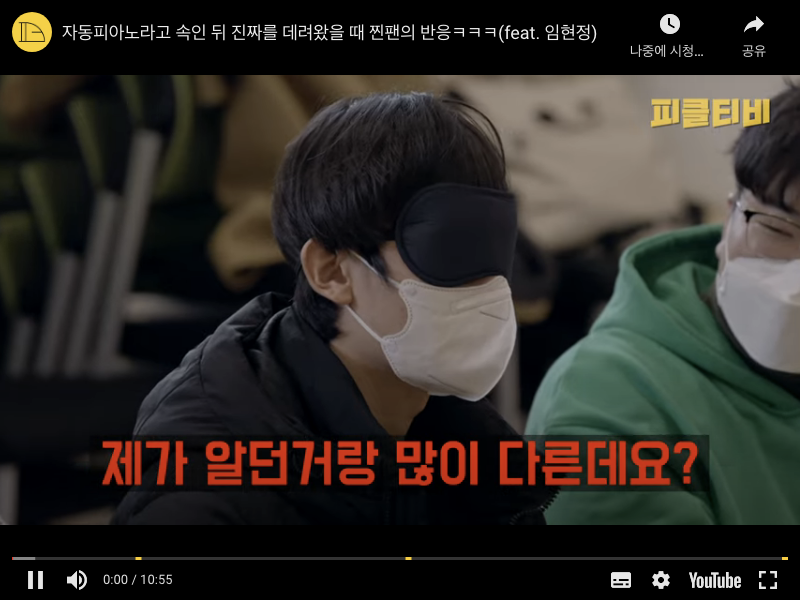 자동피아노라고 속인 뒤 진짜를 데려왔을 때 찐팬의 반응ㅋㅋㅋ(feat. 임현정)
나중에 시청...
공유
피클티비
제가 알던거랑 많이 다른데요?
0:00 / 10:55
YouTube